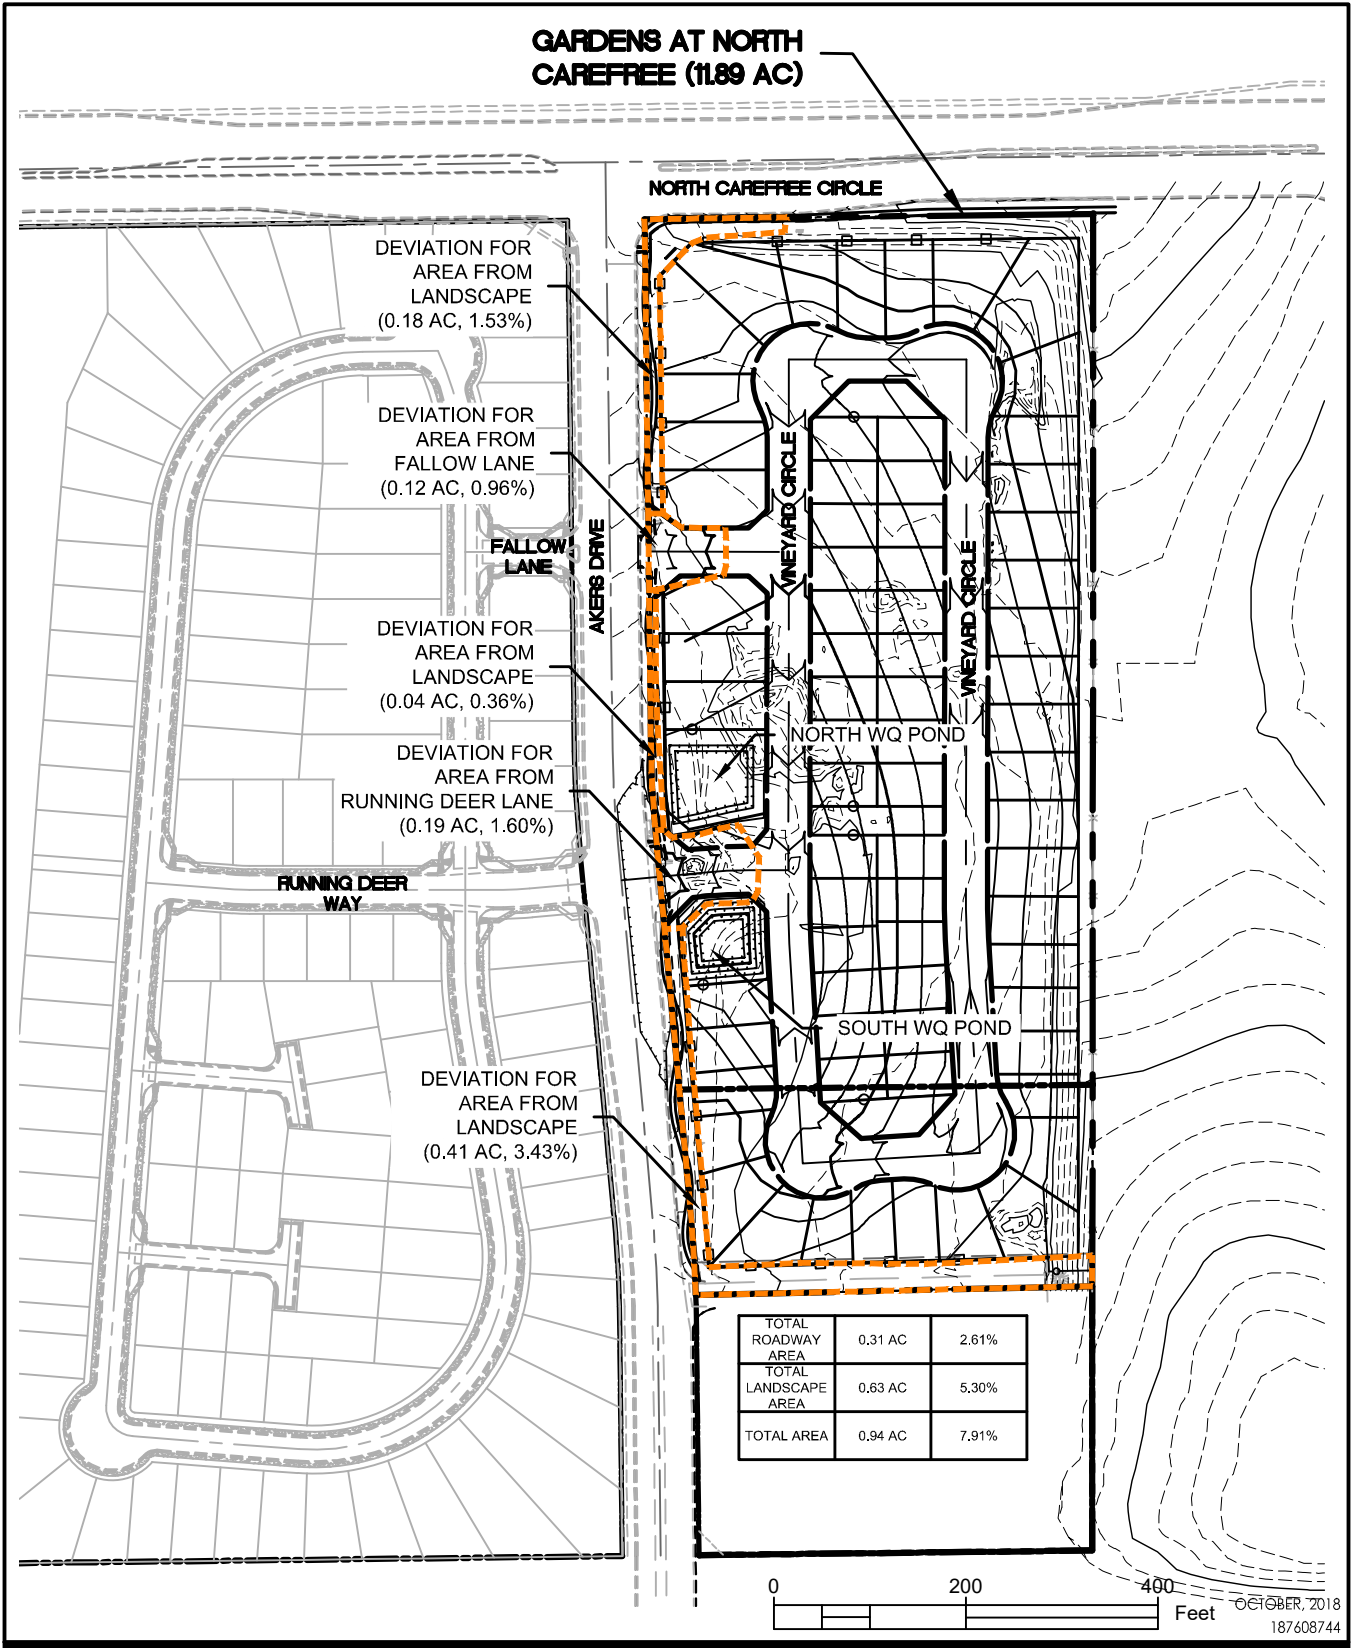 GARDENS AT NORTH
CAREFREE (11.89 AC)
NORTH CAREFREE CIRCLE
DEVIATION FOR
AREA FROM
LANDSCAPE
(0.18 AC, 1.53%)
DEVIATION FOR
AREA FROM
FALLOW LANE
(0.12 AC, 0.96%)
FALLOW
LANE
AKERS DRIVE
VINEYARD CIRCLE
VINEYARD CIRCLE
DEVIATION FOR
AREA FROM
LANDSCAPE
(0.04 AC, 0.36%)
NORTH WQ POND
DEVIATION FOR
AREA FROM
RUNNING DEER LANE
(0.19 AC, 1.60%)
RUNNING DEER
WAY
SOUTH WQ POND
DEVIATION FOR
AREA FROM
LANDSCAPE
(0.41 AC, 3.43%)
TOTAL
ROADWAY
AREA
0.31 AC
2.61%
TOTAL
LANDSCAPE
AREA
0.63 AC
5.30%
TOTAL AREA
0.94 AC
7.91%
0
200
400
Feet
OCTOBER, 2018
187608744